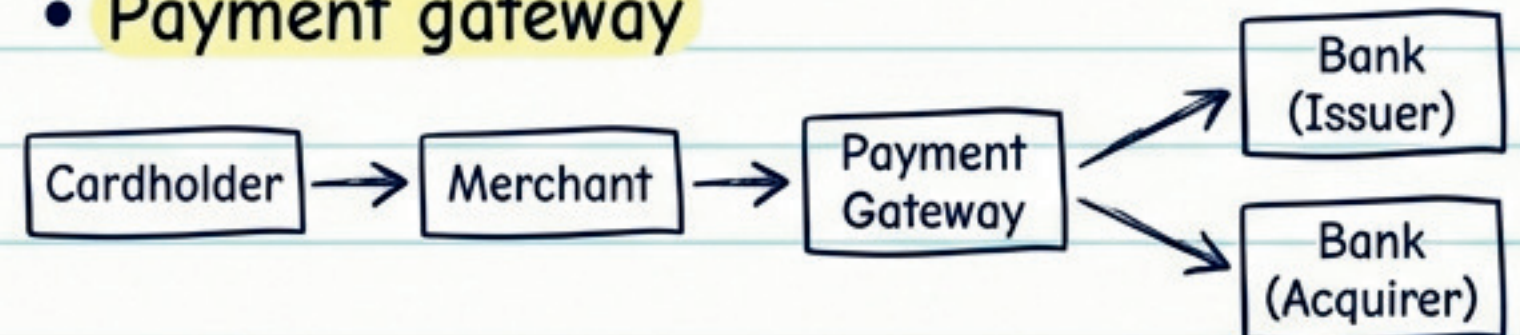 • Payment gateway
Cardholder
Merchant
Payment
Gateway
Bank
(Issuer)
Bank
(Acquirer)